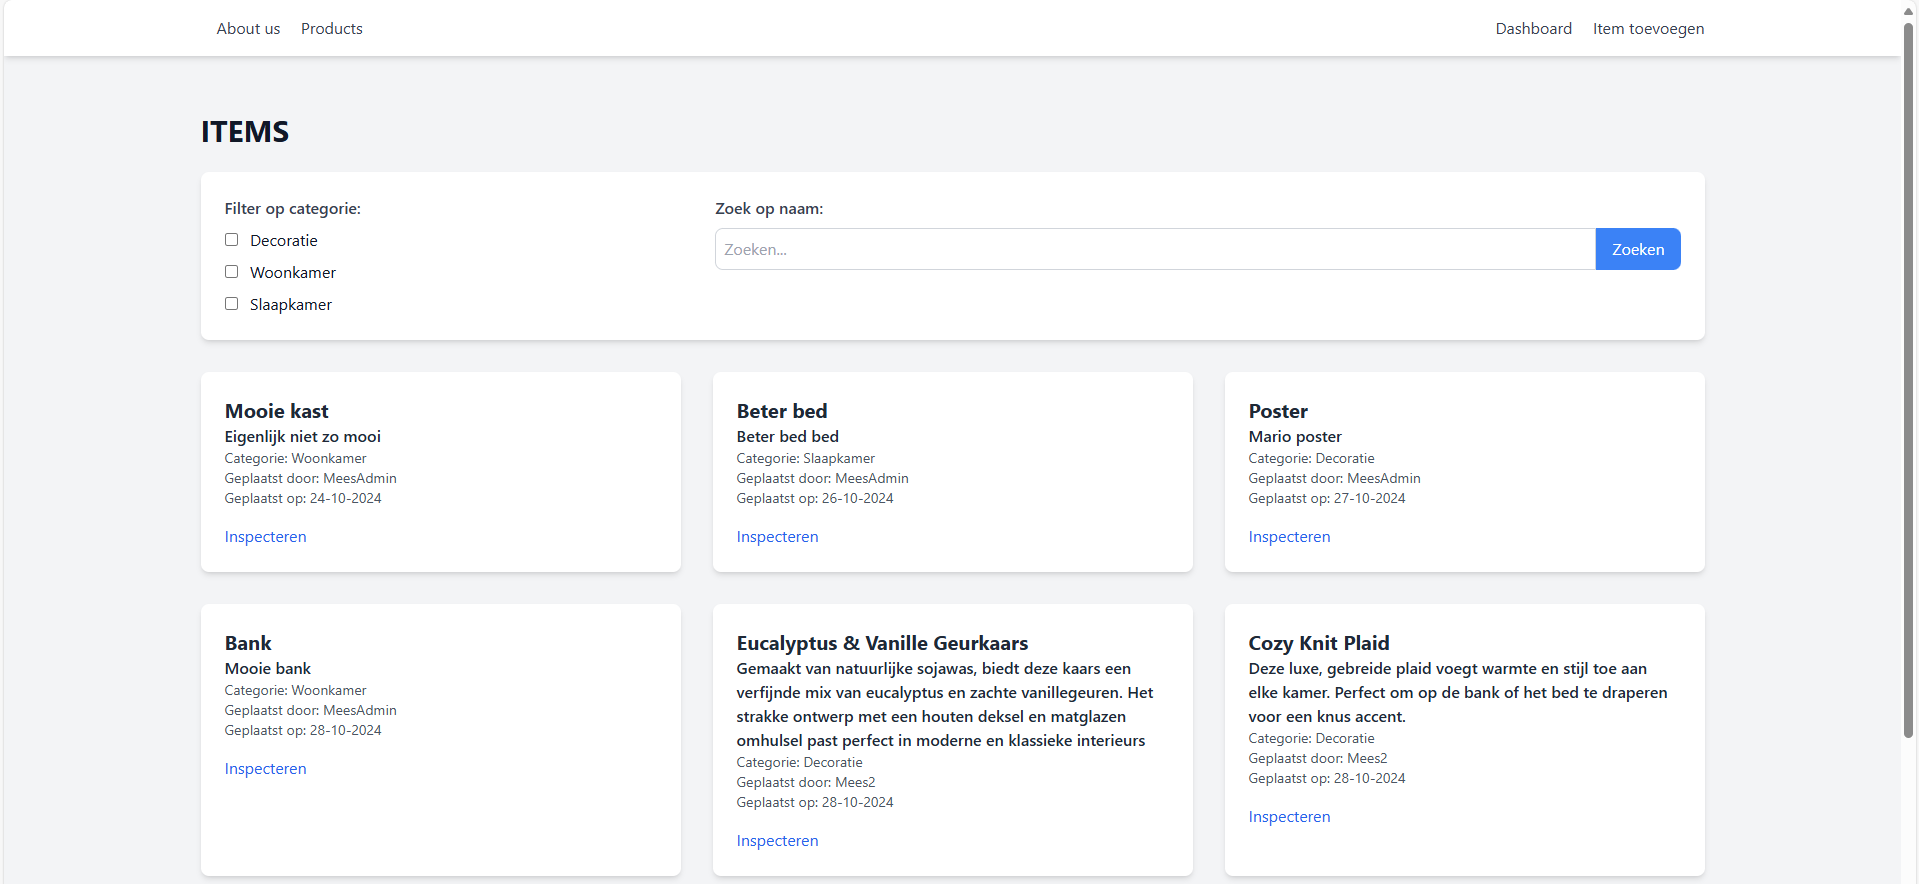 About us
Products
Dashboard
Item toevoegen
ITEMS
Filter op categorie:
Decoratie
Woonkamer
Slaapkamer
Zoek op naam:
Zoeken...
Zoeken
Mooie kast
Eigenlijk niet zo mooi
Categorie: Woonkamer
Geplaatst door: MeesAdmin
Geplaatst op: 24-10-2024
Inspecteren
Beter bed
Beter bed bed
Categorie: Slaapkamer
Geplaatst door: MeesAdmin
Geplaatst op: 26-10-2024
Inspecteren
Poster
Mario poster
Categorie: Decoratie
Geplaatst door: MeesAdmin
Geplaatst op: 27-10-2024
Inspecteren
Bank
Mooie bank
Categorie: Woonkamer
Geplaatst door: MeesAdmin
Geplaatst op: 28-10-2024
Inspecteren
Eucalyptus & Vanille Geurkaars
Gemaakt van natuurlijke sojawas, biedt deze kaars een
verfijnde mix van eucalyptus en zachte vanillegeuren. Het
strakke ontwerp met een houten deksel en matglazen
omhulsel past perfect in moderne en klassieke interieurs
Categorie: Decoratie
Geplaatst door: Mees2
Geplaatst op: 28-10-2024
Inspecteren
Cozy Knit Plaid
Deze luxe, gebreide plaid voegt warmte en stijl toe aan
elke kamer. Perfect om op de bank of het bed te draperen
voor een knus accent.
Categorie: Decoratie
Geplaatst door: Mees2
Geplaatst op: 28-10-2024
Inspecteren